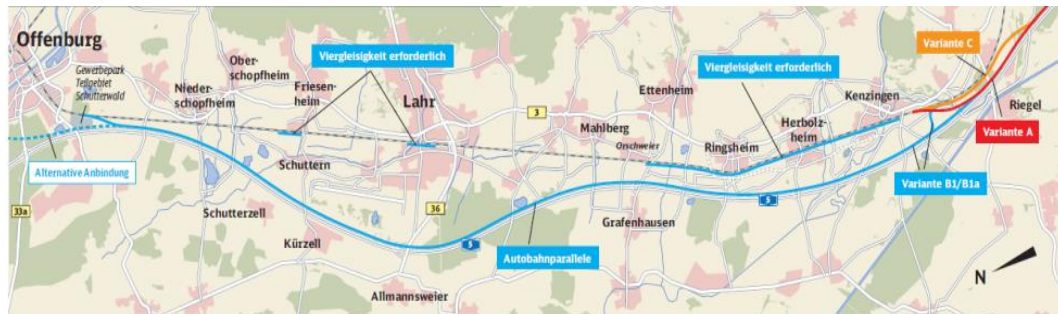 Offenburg
Gewerbepark
Teilgebiet
Schutterwald
Nieder-
schopfheim
Ober-
schopfheim
Friesen-
heim
Viergleisigkeit erforderlich
Lahr
3
Mahlberg
Orschweier
Ettenheim
Viergleisigkeit erforderlich
Ringsheim
Herbolz-
heim
Kenzingen
Variante C
Riegel
Variante A
Variante B1/B1a
Alternative Anbindung
33a
Schuttern
Schutterzell
Kürzell
36
5
Allmannsweier
Autobahnparallele
Grafenhausen
5
N